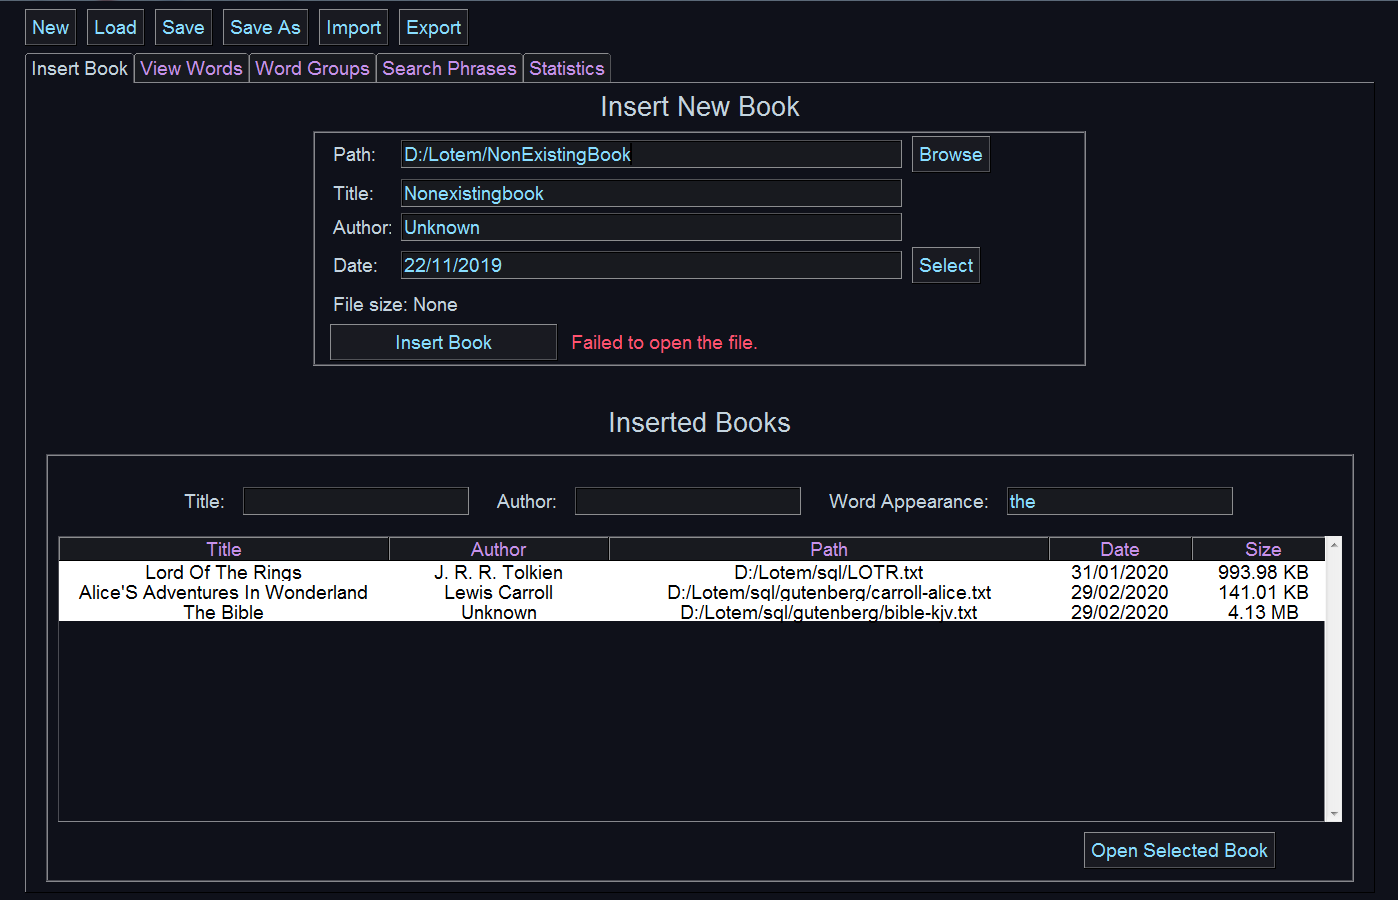 New Load Save Save As Import Export
Insert Book View Words Word Groups Search Phrases Statistics
Insert New Book
Path: D:/Lotem/NonExistingBook Browse
Title: Nonexistingbook
Author: Unknown
Date: 22/11/2019 Select
File size: None
Insert Book Failed to open the file.
Inserted Books
Title: Author: Word Appearance: the
Title Author Path Date Size
Lord Of The Rings J. R. R. Tolkien D:/Lotem/sql/LOTR.txt 31/01/2020 993.98 KB
Alice'S Adventures In Wonderland Lewis Carroll D:/Lotem/sql/gutenberg/carroll-alice.txt 29/02/2020 141.01 KB
The Bible Unknown D:/Lotem/sql/gutenberg/bible-kjv.txt 29/02/2020 4.13 MB
Open Selected Book